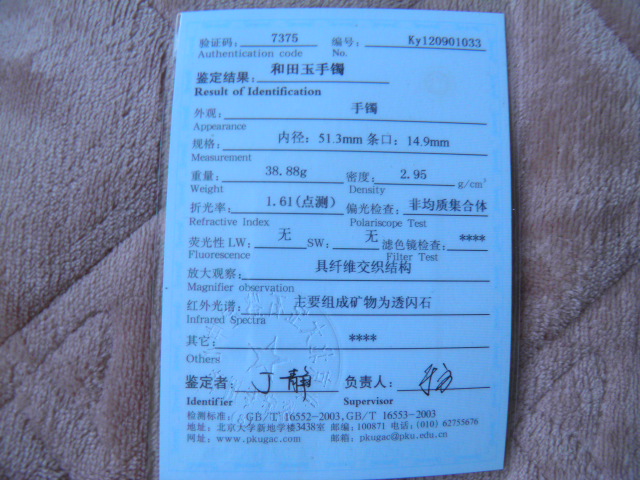 验证码: 7375 编号: Ky120901033
Authentication code No.
鉴定结果: 和田玉手镯
Result of Identification
外观: 手镯
Appearance
规格: 内径: 51.3mm 条口: 14.9mm
Measurement
重量: 38.88g 密度: 2.95 g/cm³
Weight Density
折光率: 1.61(点测) 偏光检查: 非均质集合体
Refractive Index Polariscope Test
荧光性 LW: 无 SW: 无 滤色镜检查: ****
Fluorescence Filter Test
放大观察: 具纤维交织结构
Magnifier observation
红外光谱: 主要组成矿物为透闪石
Infrared Spectra
其它: ****
Others
鉴定者: 丁静 负责人:
Identifier Supervisor
检测标准: GB/T 16552-2003,GB/T 16553-2003
地址: 北京大学新地学楼3438室 邮编: 100871 电话: (010) 62755676
网址: www.pkugac.com 邮箱: pkugac@pku.edu.cn